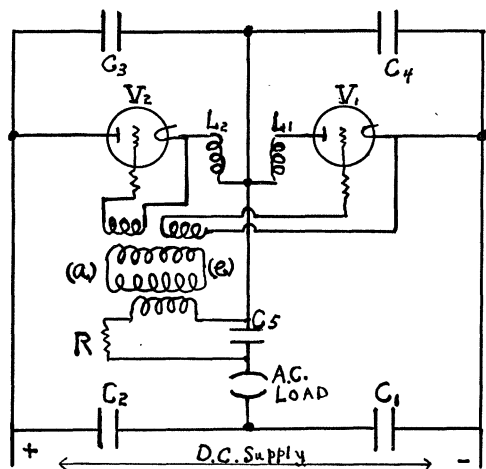 C3
C4
V2
V1
L2
L1
(a)
(e)
C5
R
A.C.
LOAD
C2
C1
+
D.C. Supply
-